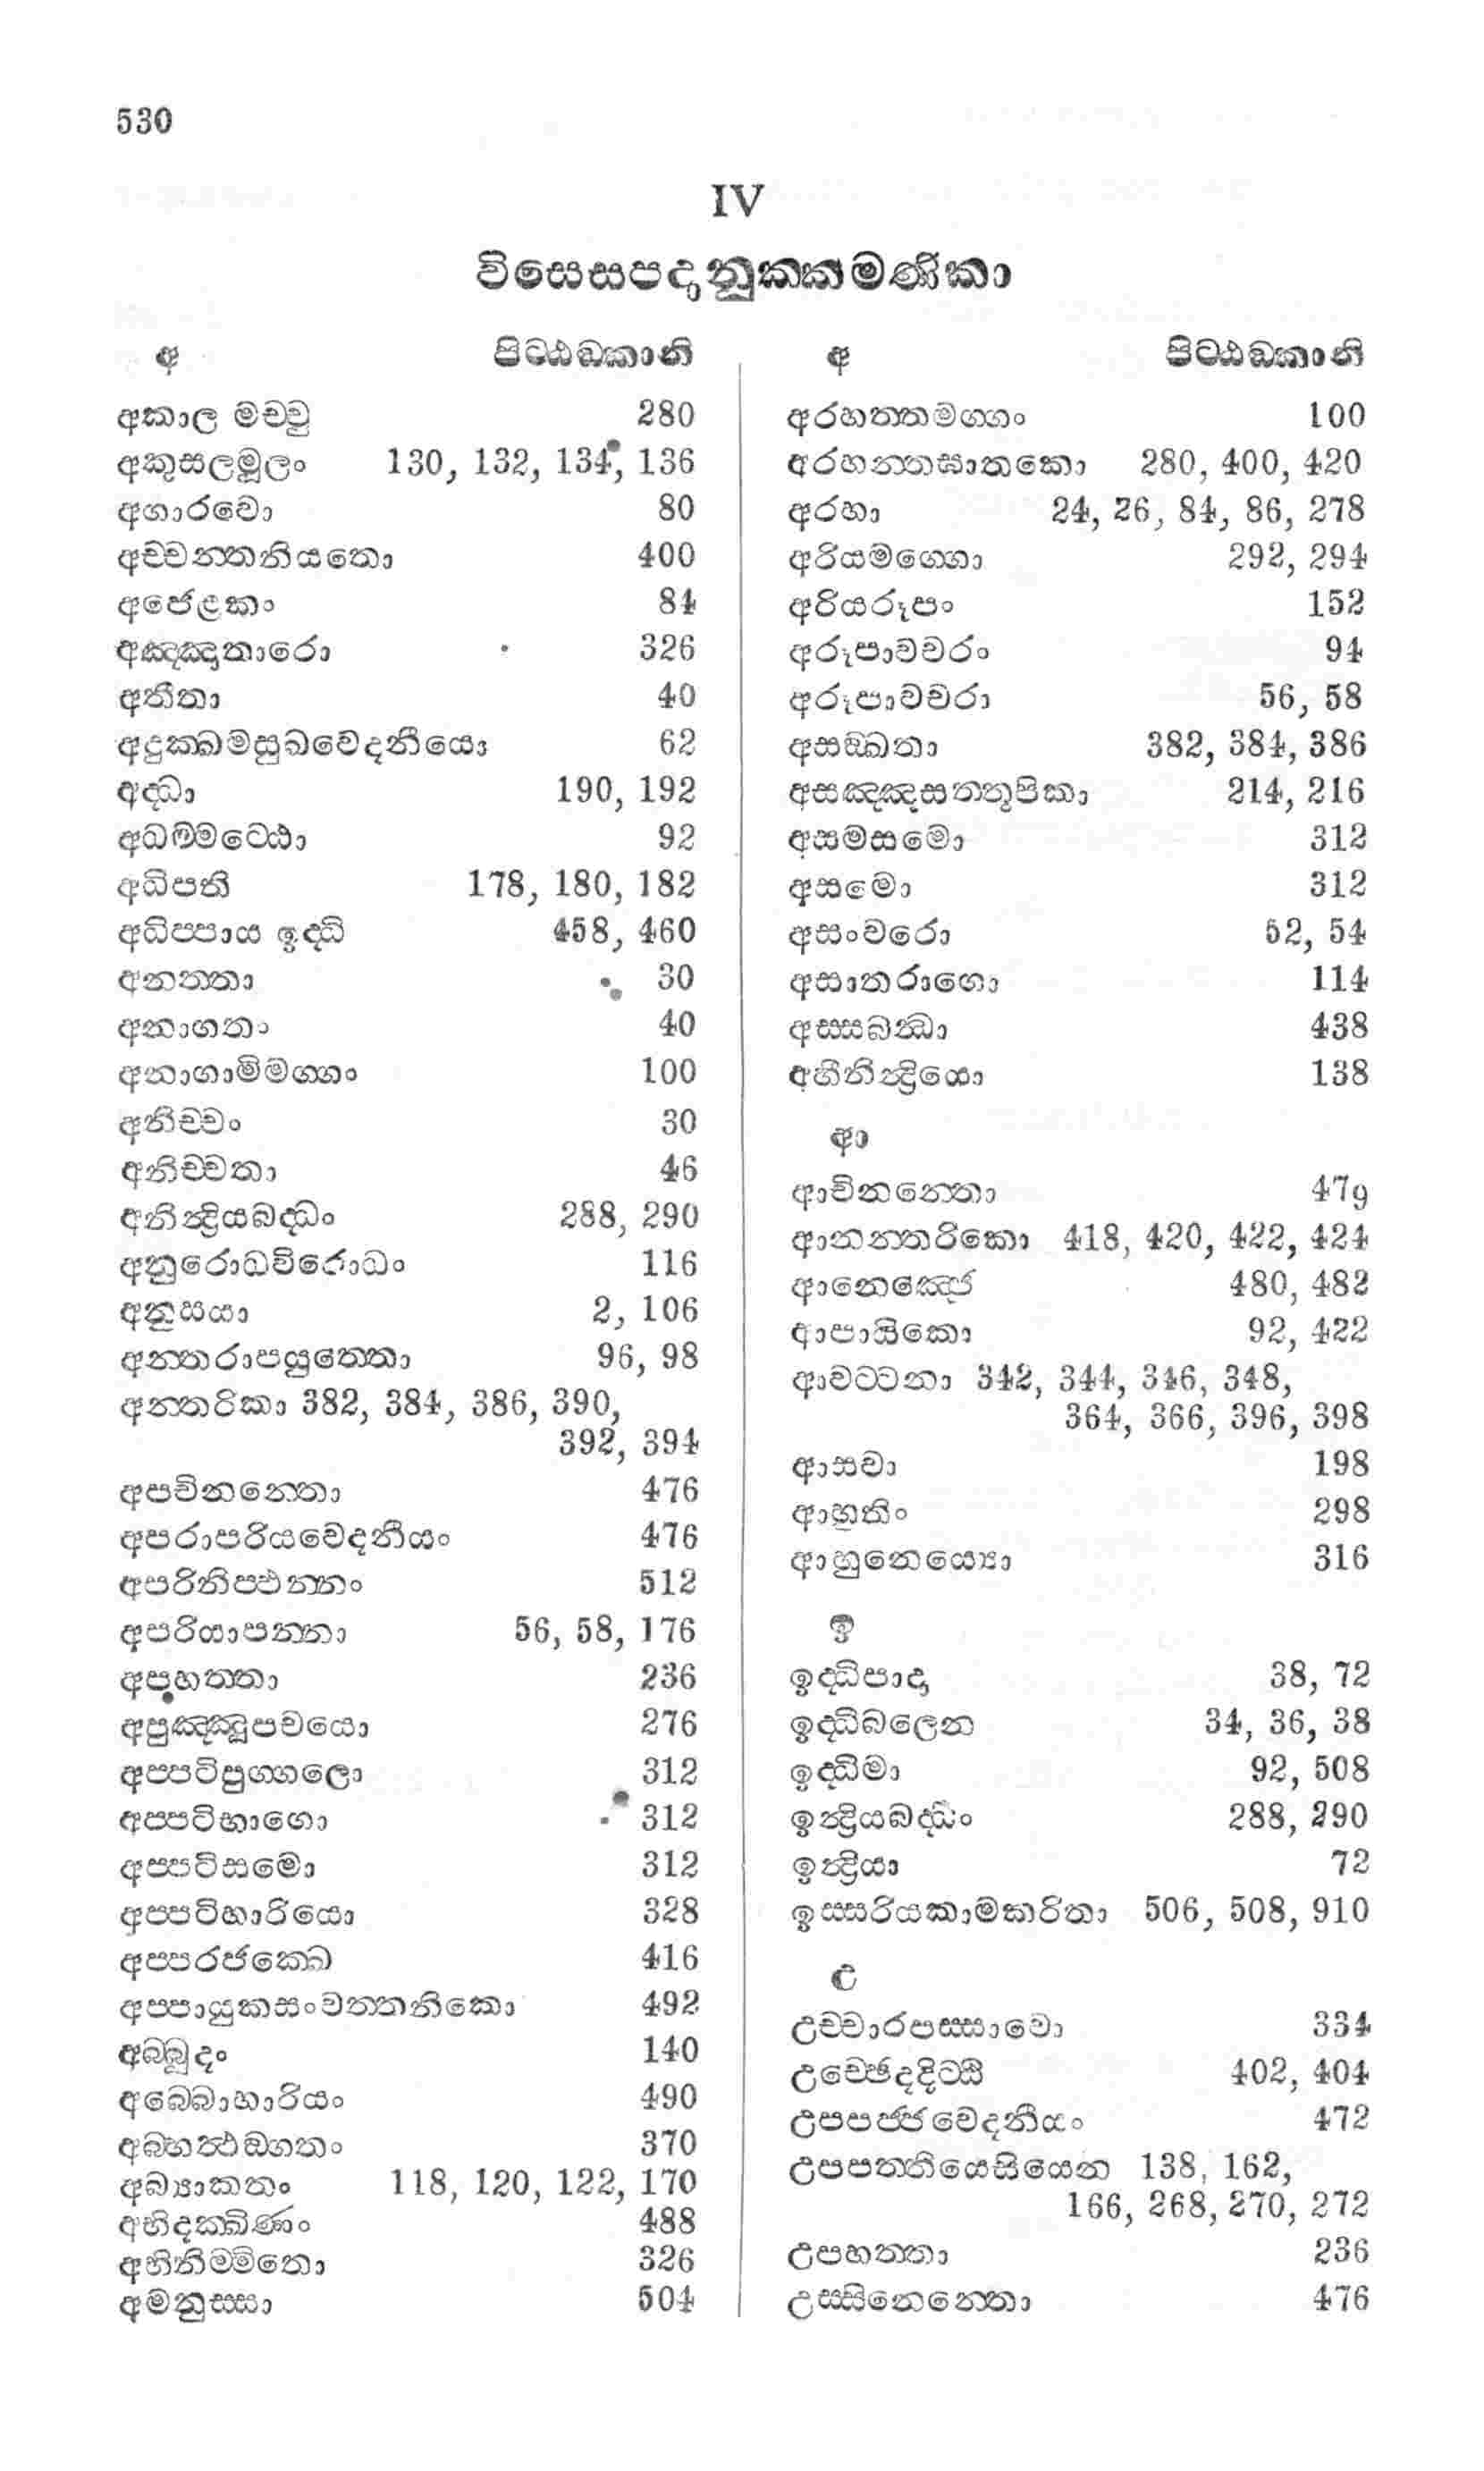 530
IV
විසෙසපදානුක්කමණිකා
අ පිට්ඨඞ්කානි
අකාල මච්චු 280
අකුසලමූලං 130, 132, 134, 136
අගාරවො 80
අච්චන්තනියතො 400
අජෙළකා 84
අඤ්ඤාතාරො 326
අතීතා 40
අදුක්ඛමසුඛවෙදනීයො 62
අද්ධා 190, 192
අධම්මට්ඨො 92
අධිපති 178, 180, 182
අධිප්පාය ඉද්ධි 458, 460
අනත්තා 30
අනාගතා 40
අනාගාමිමග්ගං 100
අනිච්චං 30
අනිච්චතා 46
අනින්ද්‍රියබද්ධං 288, 290
අනුරොධවිරොධං 116
අනුසයා 2, 106
අන්තරාපයුත්තො 96, 98
අන්තරිකා 382, 384, 386, 390,
392, 394
අපචිනන්තො 476
අපරාපරියවෙදනීයං 476
අපරිනිප්ඵන්නං 512
අපරියාපන්නා 56, 58, 176
අපුහත්තා 236
අපුඤ්ඤූපචයො 276
අප්පටිපුග්ගලො 312
අප්පටිභාගො 312
අප්පටිසමො 312
අප්පටිහාරියො 328
අප්පරජක්ඛෙ 416
අප්පායුකසංවත්තනිකො 492
අබ්බූදං 140
අබ්බොහාරියං 490
අබ්භත්ථඞ්ගතං 370
අබ්‍යාකතං 118, 120, 122, 170
අභිදක්ඛිණං 488
අභිනිම්මිතො 326
අමනුස්සා 504
අ පිට්ඨඞ්කානි
අරහත්තමග්ගං 100
අරහන්තඝාතකො 280, 400, 420
අරහා 24, 26, 84, 86, 278
අරියමග්ගො 292, 294
අරියරූපං 152
අරූපාවචරං 94
අරූපාවචරා 56, 58
අසඞ්ඛතා 382, 384, 386
අසඤ්ඤසත්තූපිකා 214, 216
අසමසමො 312
අසමො 312
අසංවරො 52, 54
අසාතරාගො 114
අස්සබන්ධා 438
අහීනින්ද්‍රියො 138
ආ
ආචිනන්තො 479
ආනන්තරිකො 418, 420, 422, 424
ආනෙඤ්ජෙ 480, 482
ආපායිකො 92, 422
ආවට්ටනා 342, 344, 346, 348,
364, 366, 396, 398
ආසවා 198
ආහුතිං 298
ආහුනෙය්‍යො 316
ඉ
ඉද්ධිපාදා 38, 72
ඉද්ධිබලෙන 34, 36, 38
ඉද්ධිමා 92, 508
ඉන්ද්‍රියබද්ධං 288, 290
ඉන්ද්‍රියා 72
ඉස්සරියකාමකාරිතා 506, 508, 910
උ
උච්චාරපස්සාවො 334
උච්ඡෙදදිට්ඨි 402, 404
උපපජ්ජවෙදනීයං 472
උපපත්තියෙසියෙන 138, 162,
166, 268, 270, 272
උපහත්තා 236
උස්සිනෙන්තො 476